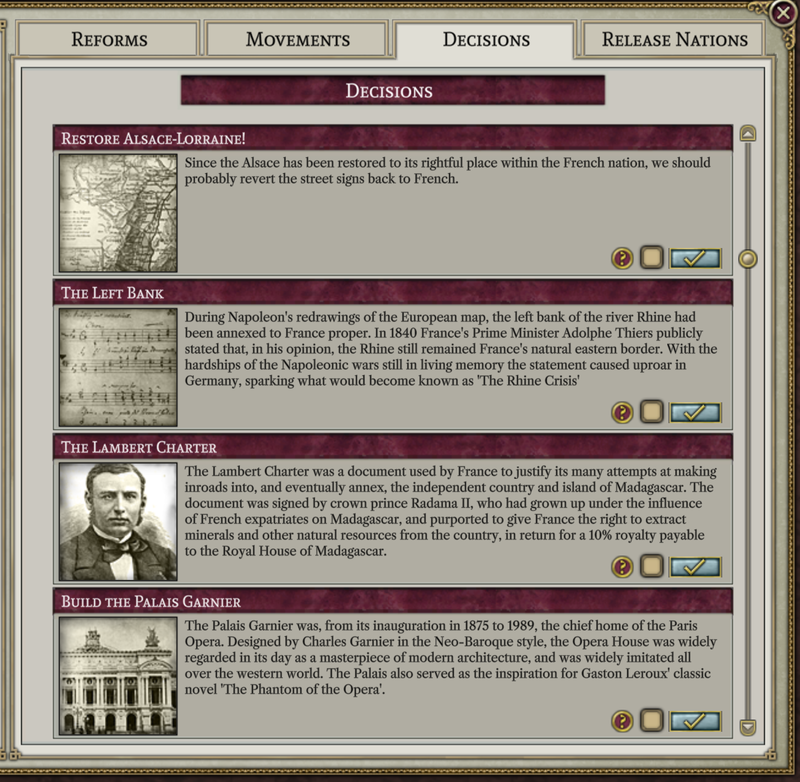 REFORMS
MOVEMENTS
DECISIONS
RELEASE NATIONS
DECISIONS
RESTORE ALSACE-LORRAINE!
Since the Alsace has been restored to its rightful place within the French nation, we should
probably revert the street signs back to French.
THE LEFT BANK
During Napoleon's redrawings of the European map, the left bank of the river Rhine had
been annexed to France proper. In 1840 France's Prime Minister Adolphe Thiers publicly
stated that, in his opinion, the Rhine still remained France's natural eastern border. With the
hardships of the Napoleonic wars still in living memory the statement caused uproar in
Germany, sparking what would become known as 'The Rhine Crisis'
THE LAMBERT CHARTER
The Lambert Charter was a document used by France to justify its many attempts at making
inroads into, and eventually annex, the independent country and island of Madagascar. The
document was signed by crown prince Radama II, who had grown up under the influence
of French expatriates on Madagascar, and purported to give France the right to extract
minerals and other natural resources from the country, in return for a 10% royalty payable
to the Royal House of Madagascar.
BUILD THE PALAIS GARNIER
The Palais Garnier was, from its inauguration in 1875 to 1989, the chief home of the Paris
Opera. Designed by Charles Garnier in the Neo-Baroque style, the Opera House was widely
regarded in its day as a masterpiece of modern architecture, and was widely imitated all
over the western world. The Palais also served as the inspiration for Gaston Leroux' classic
novel 'The Phantom of the Opera'.